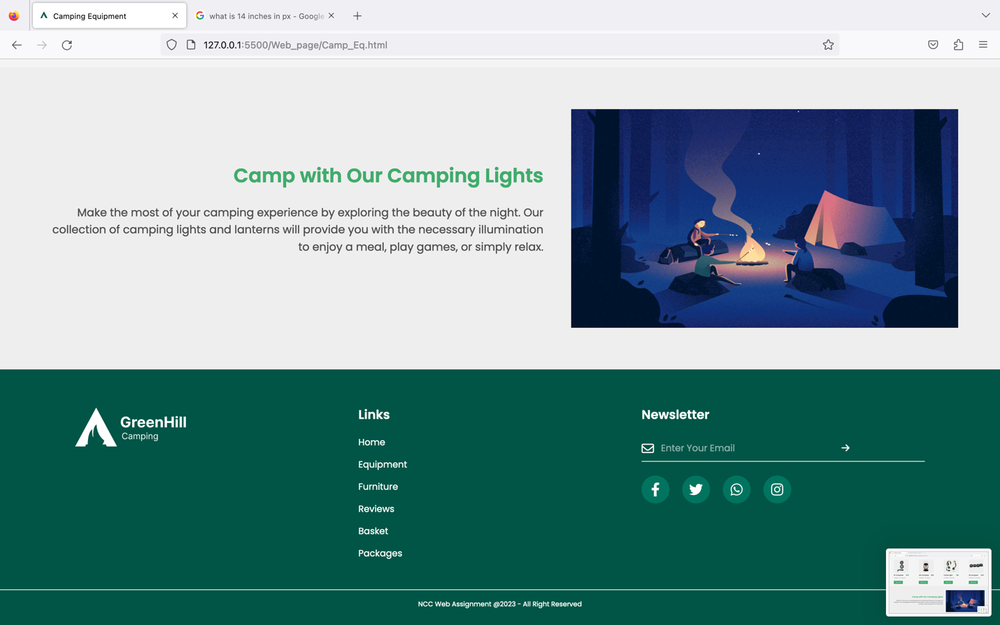 Camping Equipment
what is 14 inches in px - Google
127.0.0.1:5500/Web_page/Camp_Eq.html
Camp with Our Camping Lights
Make the most of your camping experience by exploring the beauty of the night. Our
collection of camping lights and lanterns will provide you with the necessary illumination
to enjoy a meal, play games, or simply relax.
GreenHill
Camping
Links
Home
Equipment
Furniture
Reviews
Basket
Packages
Newsletter
Enter Your Email
NCC Web Assignment @2023 - All Right Reserved